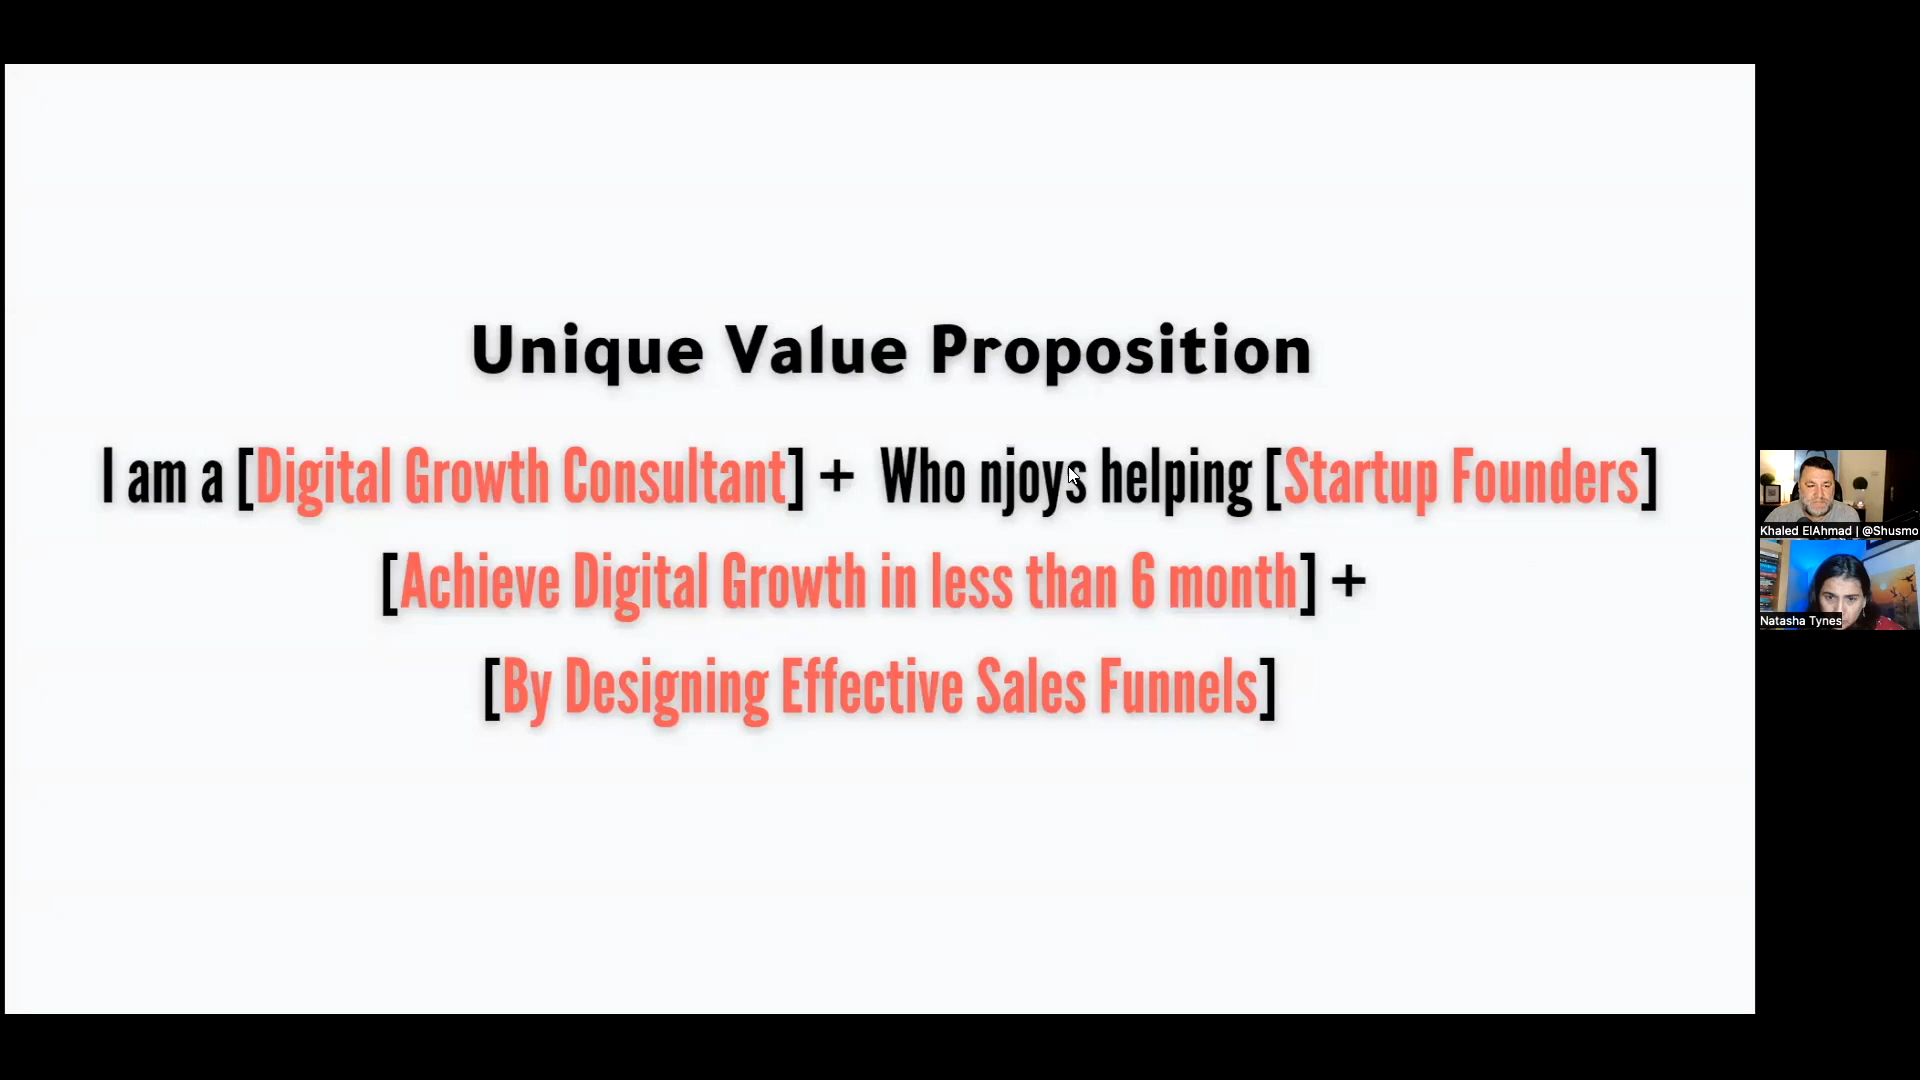 Unique Value Proposition
I am a [Digital Growth Consultant] + Who njoys helping [Startup Founders]
[Achieve Digital Growth in less than 6 month] +
[By Designing Effective Sales Funnels]
Khaled ElAhmad | @Shusmo
Natasha Tynes